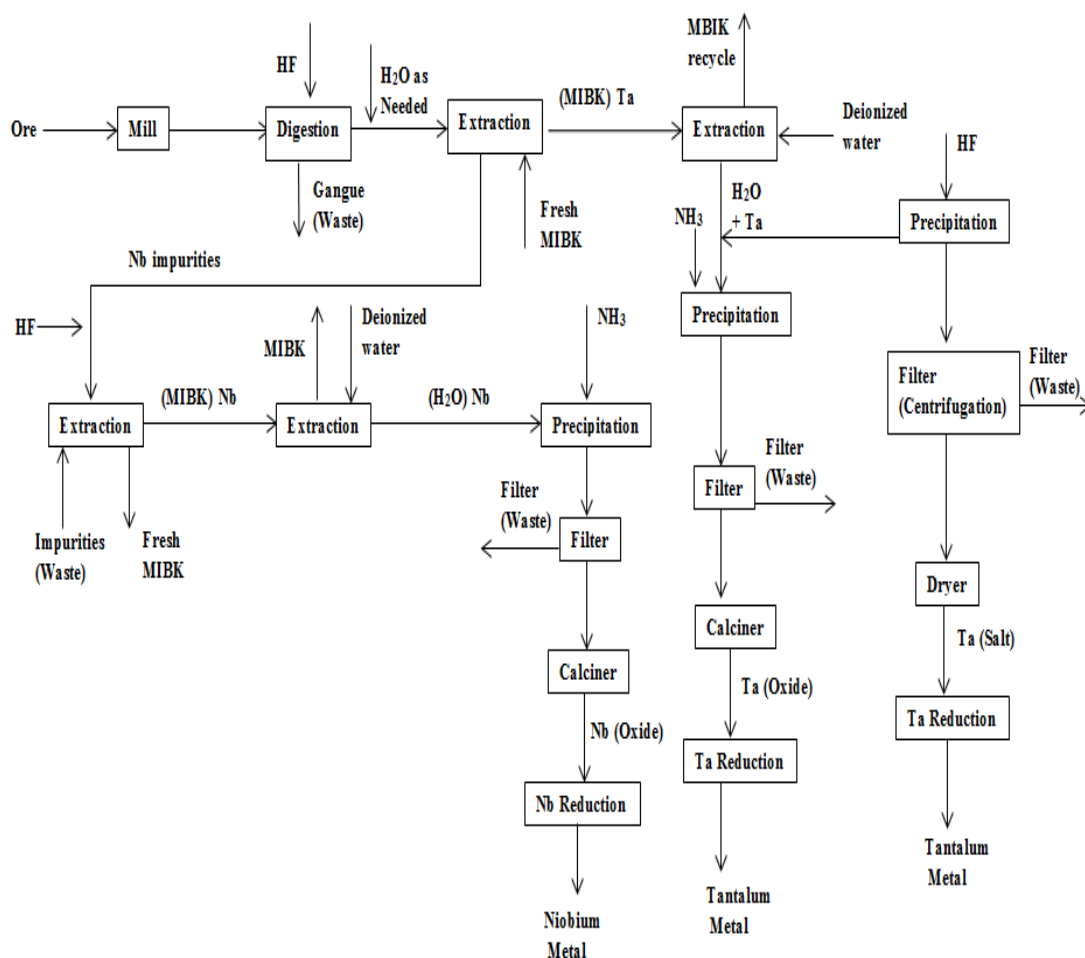 MBIK
recycle
HF
H₂O as
Needed
(MIBK) Ta
Ore
Mill
Digestion
Extraction
Extraction
Deionized
water
HF
Gangue
(Waste)
Fresh
MIBK
H₂O
+ Ta
NH₃
Precipitation
Nb impurities
Precipitation
HF
MIBK
Deionized
water
NH₃
Filter
(Centrifugation)
Filter
(Waste)
(MIBK) Nb
(H₂O) Nb
Extraction
Extraction
Precipitation
Filter
(Waste)
Filter
(Waste)
Filter
Impurities
(Waste)
Fresh
MIBK
Filter
Dryer
Calciner
Ta (Salt)
Calciner
Ta (Oxide)
Ta Reduction
Nb (Oxide)
Ta Reduction
Nb Reduction
Tantalum
Metal
Tantalum
Metal
Niobium
Metal